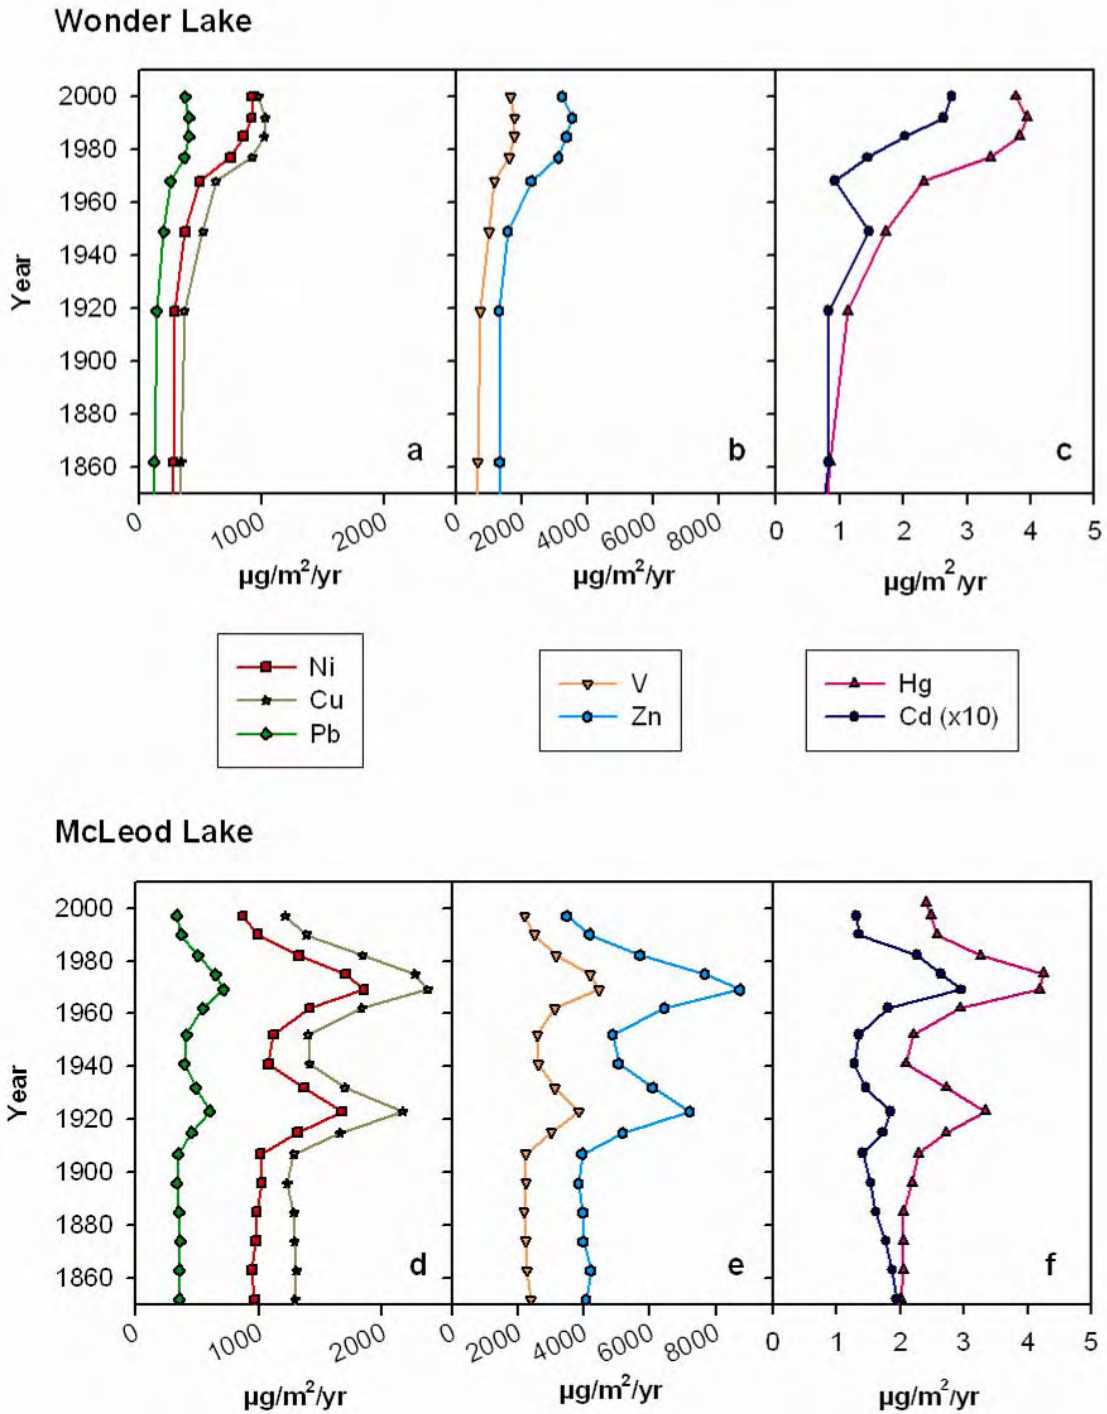 Wonder Lake
2000
1980
1960
1940
1920
1900
1880
1860
Year
a
b
c
0 1000 2000
0 2000 4000 6000 8000
0 1 2 3 4 5
µg/m²/yr
µg/m²/yr
µg/m²/yr
Ni
Cu
Pb
V
Zn
Hg
Cd (x10)
McLeod Lake
2000
1980
1960
1940
1920
1900
1880
1860
Year
d
e
f
0 1000 2000
0 2000 4000 6000 8000
0 1 2 3 4 5
µg/m²/yr
µg/m²/yr
µg/m²/yr